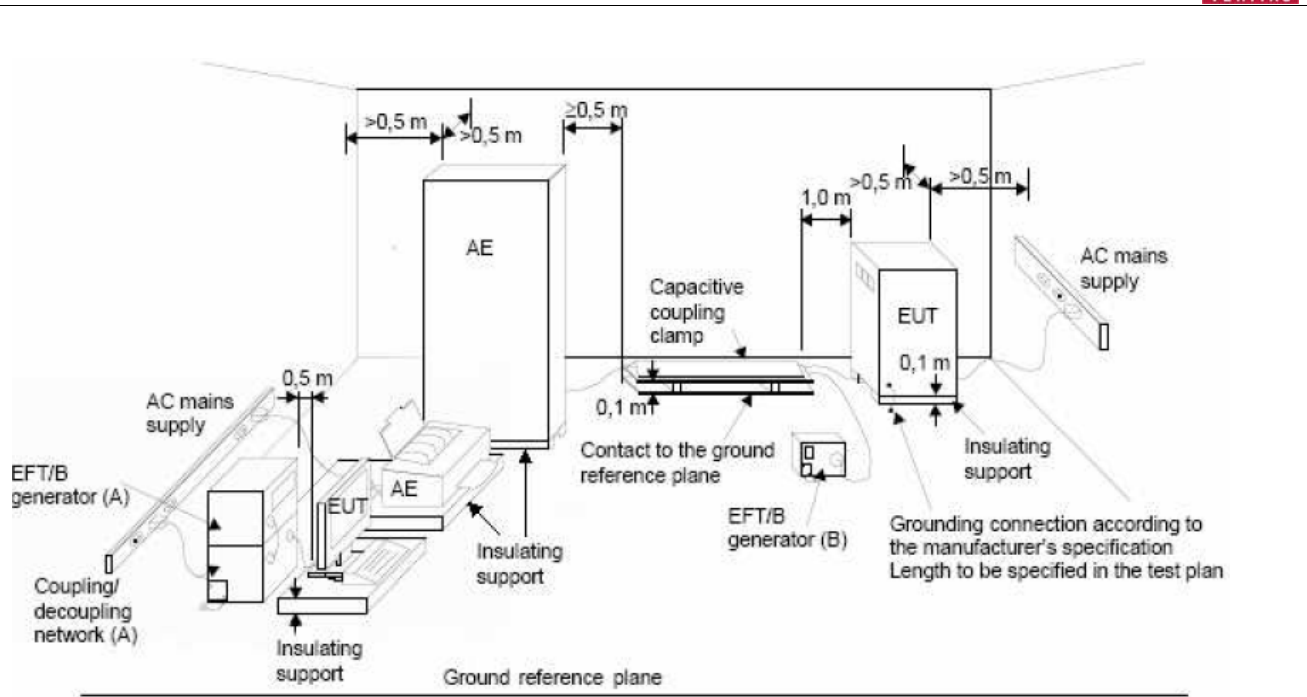 >0,5 m
>0,5 m
≥0,5 m
>0,5 m
>0,5 m
1,0 m
AE
AC mains
supply
Capacitive
coupling
clamp
EUT
0,1 m
0,5 m
AC mains
supply
0,1 m
Contact to the ground
reference plane
Insulating
support
EFT/B
generator (A)
AE
EUT
EFT/B
generator (B)
Grounding connection according to
the manufacturer's specification
Length to be specified in the test plan
Insulating
support
Coupling/
decoupling
network (A)
Insulating
support
Ground reference plane